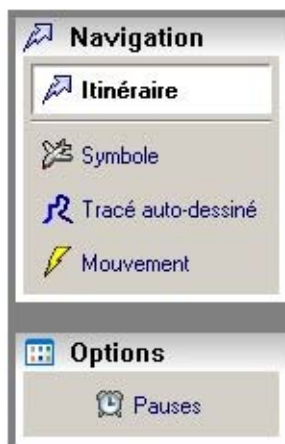 Navigation
Itinéraire
Symbole
Tracé auto-dessiné
Mouvement
Options
Pauses